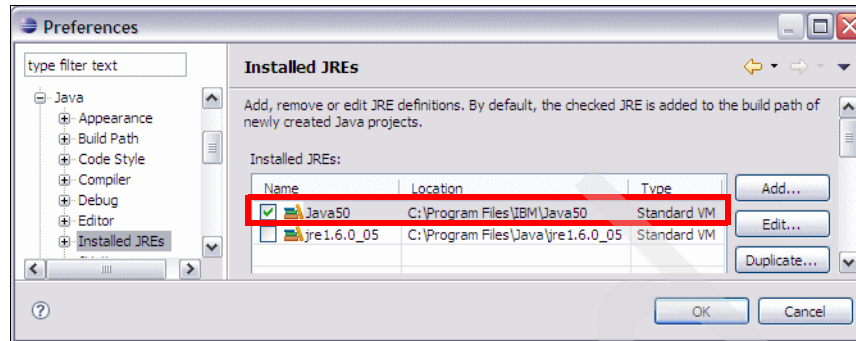 Preferences
type filter text
Installed JREs
Java
Appearance
Build Path
Code Style
Compiler
Debug
Editor
Installed JREs
Add, remove or edit JRE definitions. By default, the checked JRE is added to the build path of
newly created Java projects.
Installed JREs:
Name Location Type
Java50 C:\Program Files\IBM\Java50 Standard VM
jre1.6.0_05 C:\Program Files\Java\jre1.6.0_05 Standard VM
Add...
Edit...
Duplicate...
?
OK Cancel